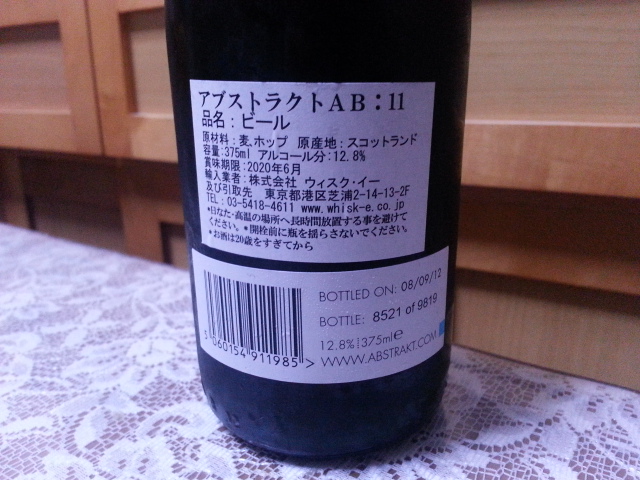 アブストラクトAB:11
品名:ビール
原材料:麦、ホップ 原産地:スコットランド
容量:375ml アルコール分:12.8%
賞味期限:2020年6月
輸入業者:株式会社 ウィスク・イー
及び引取先 東京都港区芝浦2-14-13-2F
TEL:03-5418-4611 www.whisk-e.co.jp
*日なた・高温の場所へ長時間放置する事を避けて
ください。*開栓前に瓶を揺らさないでください。
*お酒は20歳をすぎてから
BOTTLED ON: 08/09/12
BOTTLE: 8521 of 9819
12.8% 375ml e
WWW.ABSTRAKT.COM
5 060154 911985 >